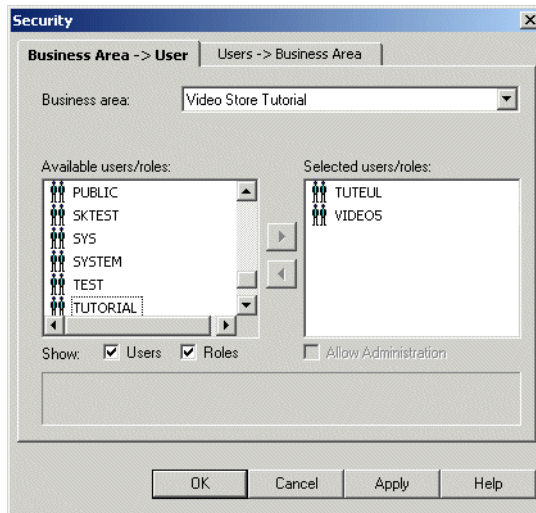 Security
Business Area -> User
Users -> Business Area
Business area:
Video Store Tutorial
Available users/roles:
Selected users/roles:
PUBLIC
SKTEST
SYS
SYSTEM
TEST
TUTORIAL
TUTEUL
VIDEO5
Show:
Users
Roles
Allow Administration
OK
Cancel
Apply
Help